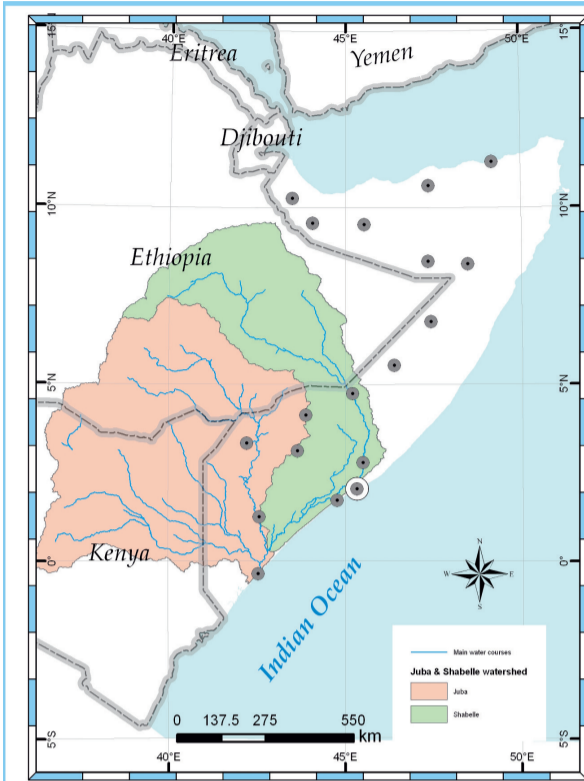 40°E
45°E
50°E
15°N
Eritrea
Yemen
Djibouti
10°N
10°N
Ethiopia
5°N
5°N
0°
0°
Kenya
Indian Ocean
N
W
E
S
Main water courses
Juba & Shabelle watershed
Juba
Shabelle
0 137.5 275 550
km
5°S
5°S
40°E
45°E
50°E